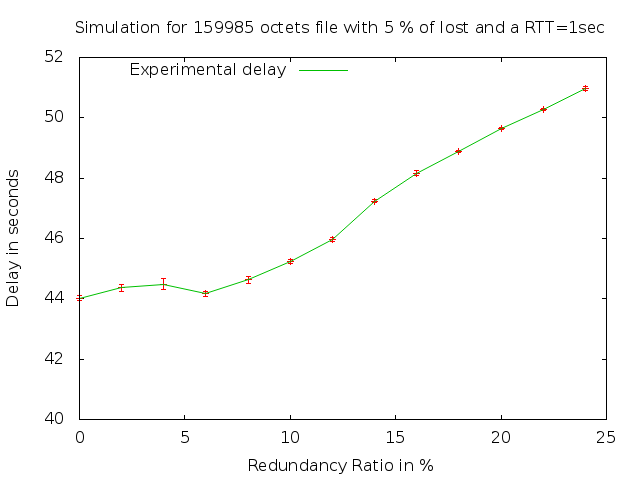 Simulation for 159985 octets file with 5 % of lost and a RTT=1sec
Experimental delay
52
50
48
46
44
42
40
Delay in seconds
0 5 10 15 20 25
Redundancy Ratio in %